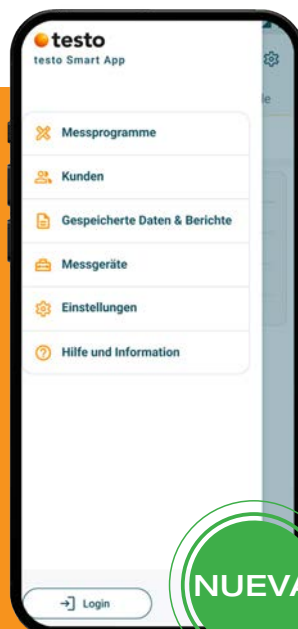 testo
testo Smart App
Messprogramme
Kunden
Gespeicherte Daten & Berichte
Messgeräte
Einstellungen
Hilfe und Information
Login
NUEVA